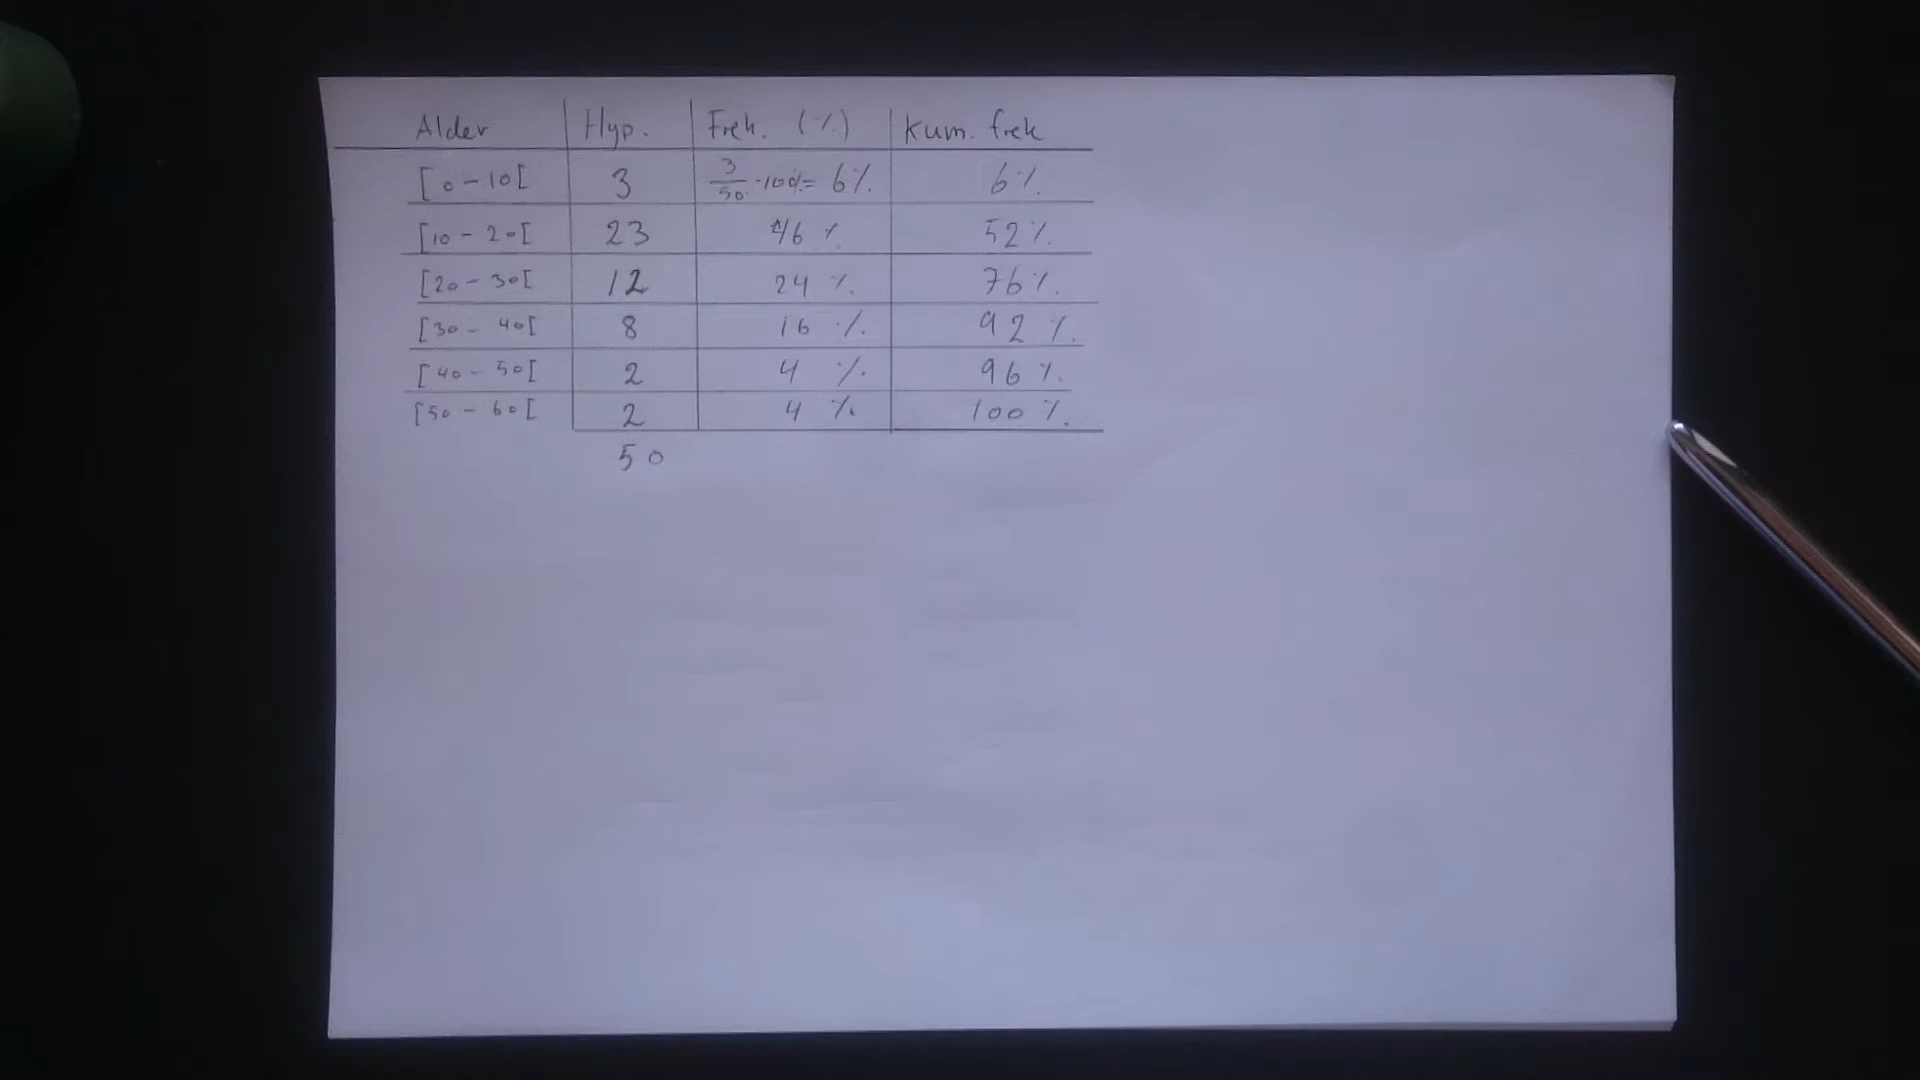 Alder Hyp. Frek. (%) Kum. frek
[0-10[ 3 3/50 · 100% = 6% 6%
[10-20[ 23 46 % 52%
[20-30[ 12 24 % 76%
[30-40[ 8 16 % 92 %
[40-50[ 2 4 % 96 %
[50-60[ 2 4 % 100 %
50